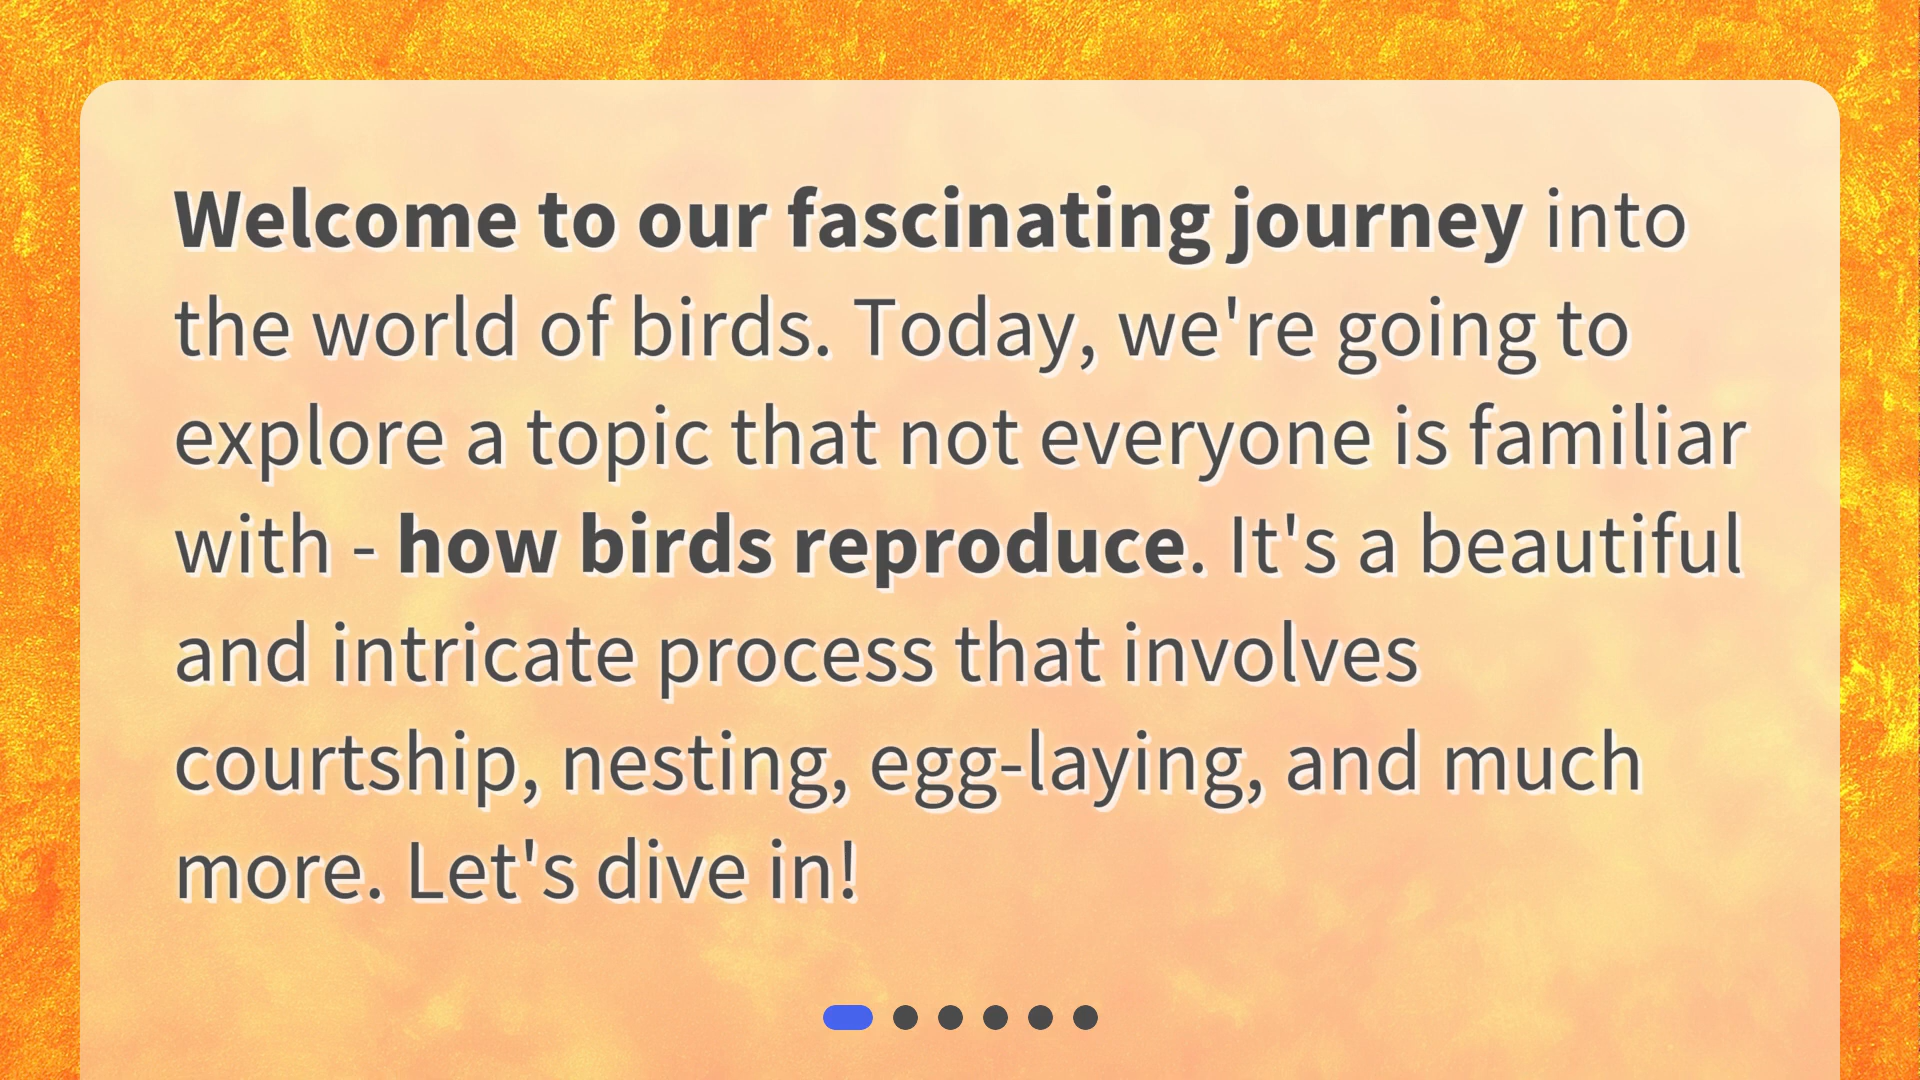 Welcome to our fascinating journey into
the world of birds. Today, we're going to
explore a topic that not everyone is familiar
with - how birds reproduce. It's a beautiful
and intricate process that involves
courtship, nesting, egg-laying, and much
more. Let's dive in!